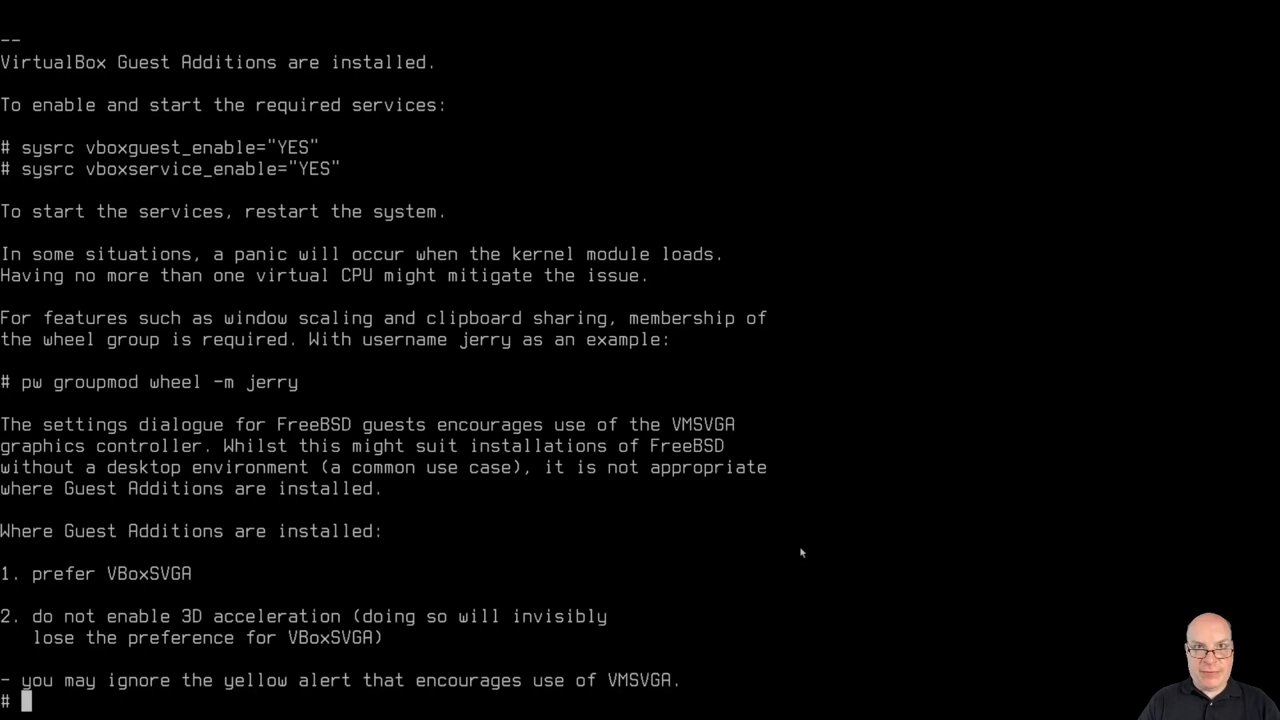 --
VirtualBox Guest Additions are installed.
To enable and start the required services:
# sysrc vboxguest_enable="YES"
# sysrc vboxservice_enable="YES"
To start the services, restart the system.
In some situations, a panic will occur when the kernel module loads.
Having no more than one virtual CPU might mitigate the issue.
For features such as window scaling and clipboard sharing, membership of
the wheel group is required. With username jerry as an example:
# pw groupmod wheel -m jerry
The settings dialogue for FreeBSD guests encourages use of the VMSVGA
graphics controller. Whilst this might suit installations of FreeBSD
without a desktop environment (a common use case), it is not appropriate
where Guest Additions are installed.
Where Guest Additions are installed:
1. prefer VBoxSVGA
2. do not enable 3D acceleration (doing so will invisibly
lose the preference for VBoxSVGA)
- you may ignore the yellow alert that encourages use of VMSVGA.
#